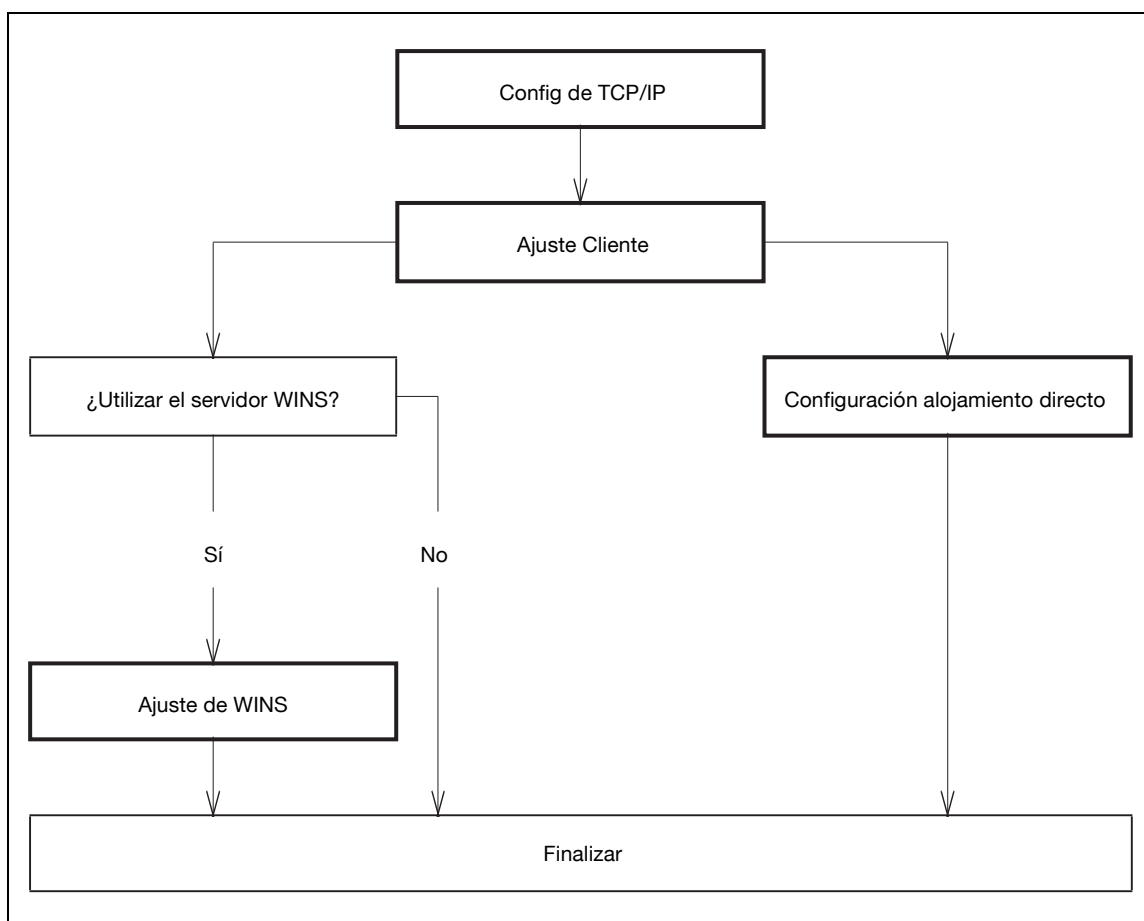 Config de TCP/IP
Ajuste Cliente
¿Utilizar el servidor WINS?
Configuración alojamiento directo
Sí
No
Ajuste de WINS
Finalizar